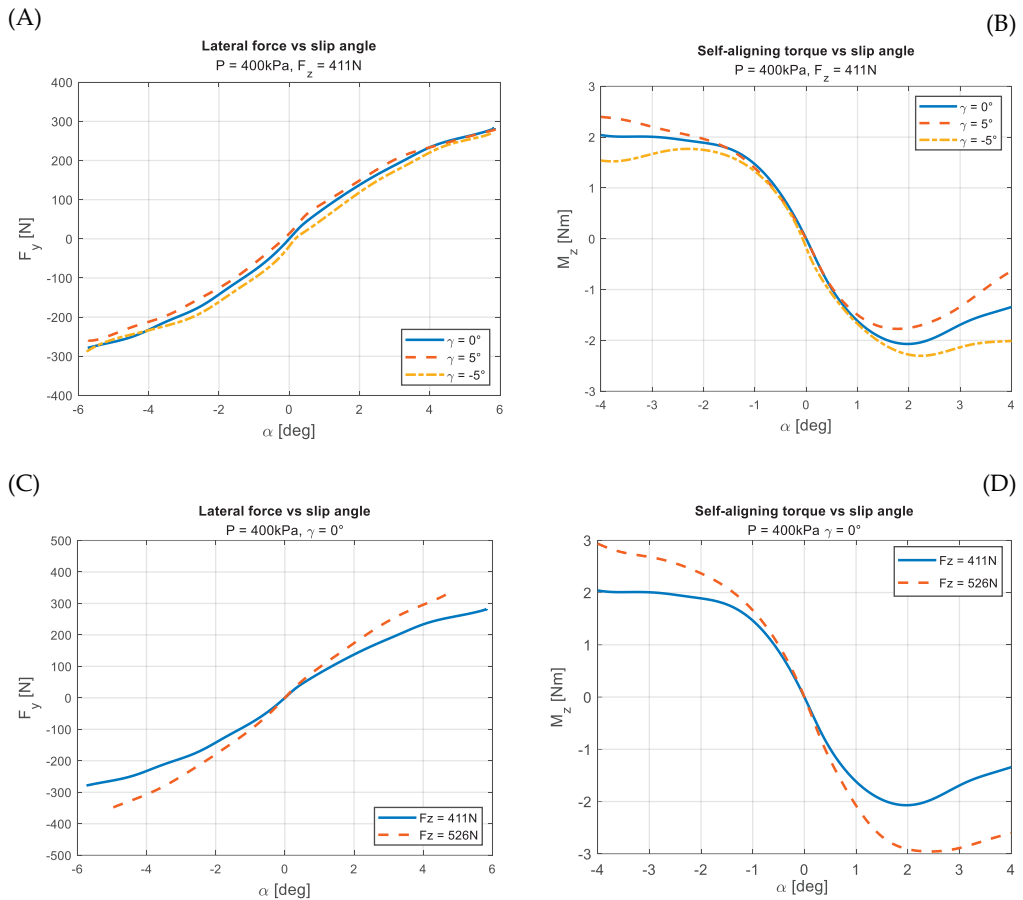 (A)
Lateral force vs slip angle
P = 400kPa, F_z = 411N
400
300
200
100
0
-100
-200
-300
-400
F_y [N]
-6
-4
-2
0
2
4
6
α [deg]
γ = 0°
γ = 5°
γ = -5°
(B)
Self-aligning torque vs slip angle
P = 400kPa, F_z = 411N
3
2
1
0
-1
-2
-3
M_z [Nm]
-4
-3
-2
-1
0
1
2
3
4
α [deg]
γ = 0°
γ = 5°
γ = -5°
(C)
Lateral force vs slip angle
P = 400kPa, γ = 0°
500
400
300
200
100
0
-100
-200
-300
-400
-500
F_y [N]
-6
-4
-2
0
2
4
6
α [deg]
Fz = 411N
Fz = 526N
(D)
Self-aligning torque vs slip angle
P = 400kPa γ = 0°
3
2
1
0
-1
-2
-3
M_z [Nm]
-4
-3
-2
-1
0
1
2
3
4
α [deg]
Fz = 411N
Fz = 526N